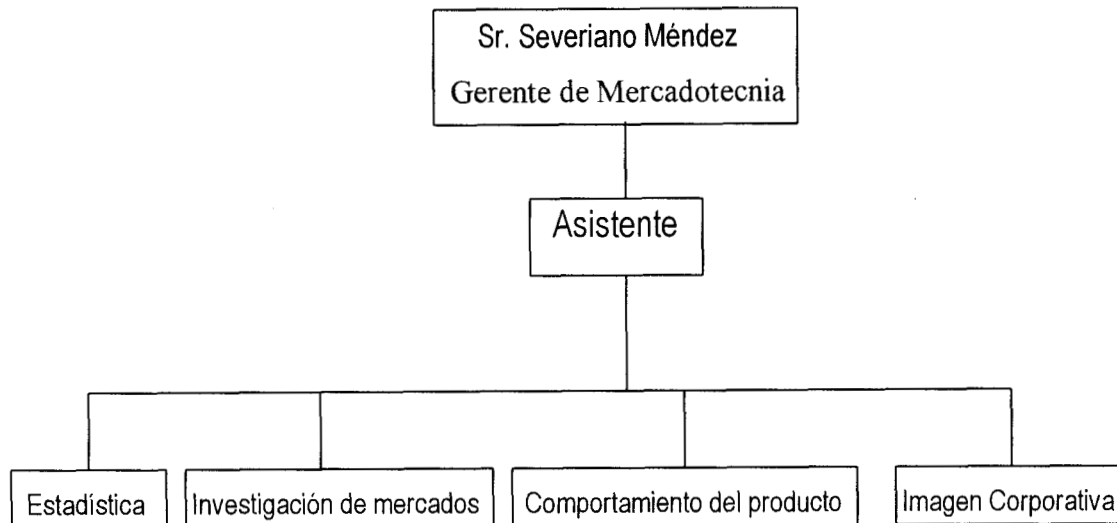 Sr. Severiano Méndez
Gerente de Mercadotecnia
Asistente
Estadística
Investigación de mercados
Comportamiento del producto
Imagen Corporativa